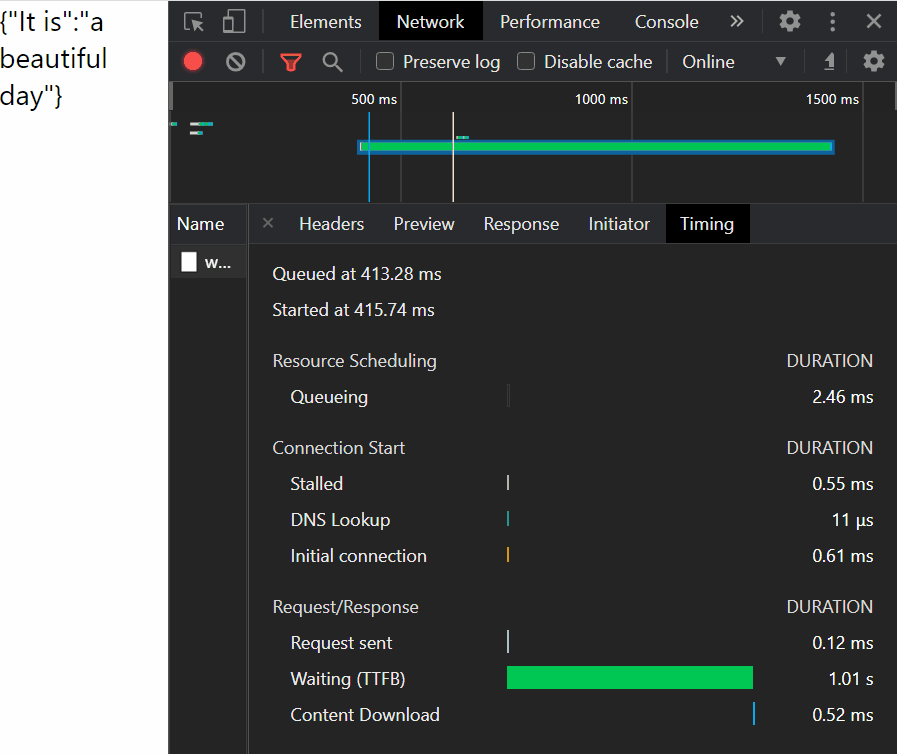 {"It is":"a
beautiful
day"}
Elements Network Performance Console
Preserve log Disable cache Online
500 ms 1000 ms 1500 ms
Name Headers Preview Response Initiator Timing
w...
Queued at 413.28 ms
Started at 415.74 ms
Resource Scheduling DURATION
Queueing 2.46 ms
Connection Start DURATION
Stalled 0.55 ms
DNS Lookup 11 μs
Initial connection 0.61 ms
Request/Response DURATION
Request sent 0.12 ms
Waiting (TTFB) 1.01 s
Content Download 0.52 ms